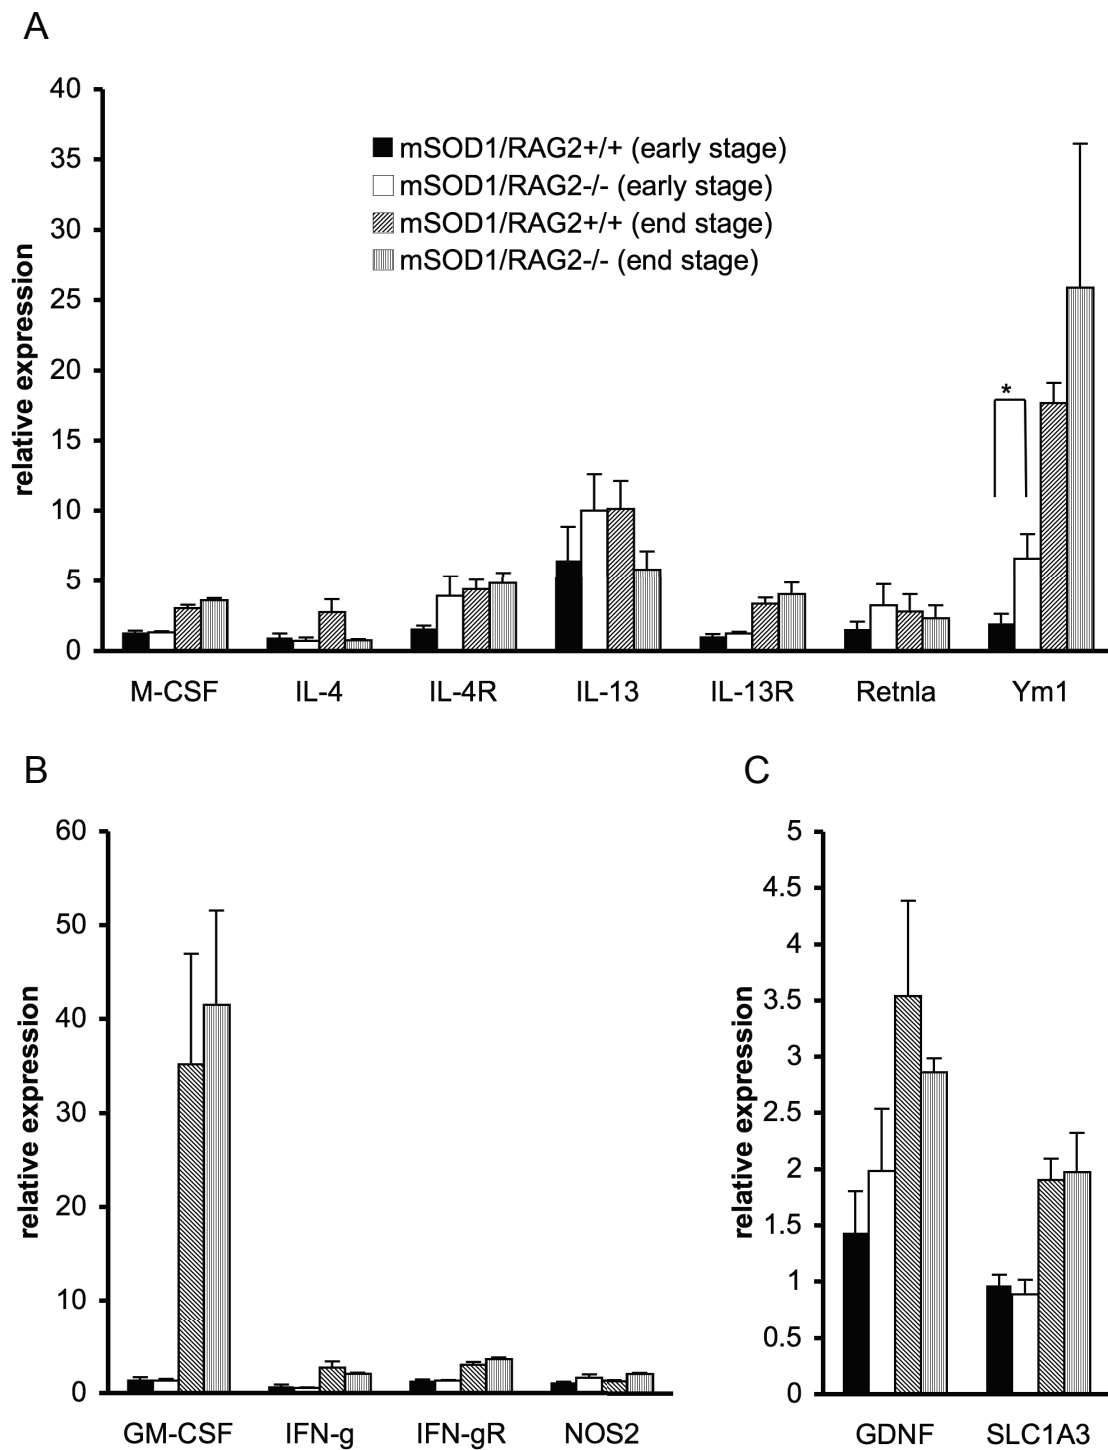 A
40
35
30
25
20
15
10
5
0
relative expression
mSOD1/RAG2+/+ (early stage)
mSOD1/RAG2-/- (early stage)
mSOD1/RAG2+/+ (end stage)
mSOD1/RAG2-/- (end stage)
*
M-CSF IL-4 IL-4R IL-13 IL-13R Retnla Ym1
B
60
50
40
30
20
10
0
relative expression
GM-CSF IFN-g IFN-gR NOS2
C
5
4.5
4
3.5
3
2.5
2
1.5
1
0.5
0
relative expression
GDNF SLC1A3